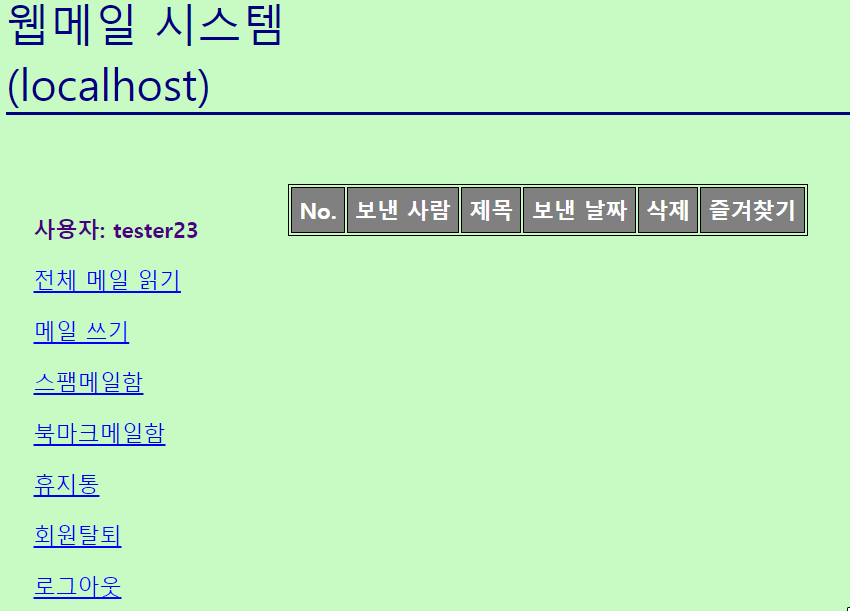 웹메일 시스템
(localhost)
사용자: tester23
전체 메일 읽기
메일 쓰기
스팸메일함
북마크메일함
휴지통
회원탈퇴
로그아웃
No. 보낸 사람 제목 보낸 날짜 삭제 즐겨찾기